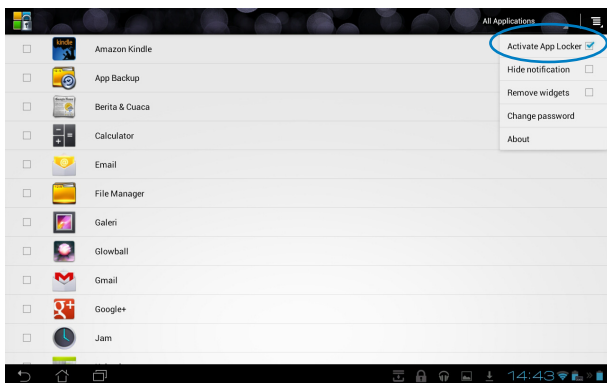 All Applications
Activate App Locker
Hide notification
Remove widgets
Change password
About
kindle
Amazon Kindle
App Backup
Berita & Cuaca
Calculator
Email
File Manager
Galeri
Glowball
Gmail
Google+
Jam
14:43